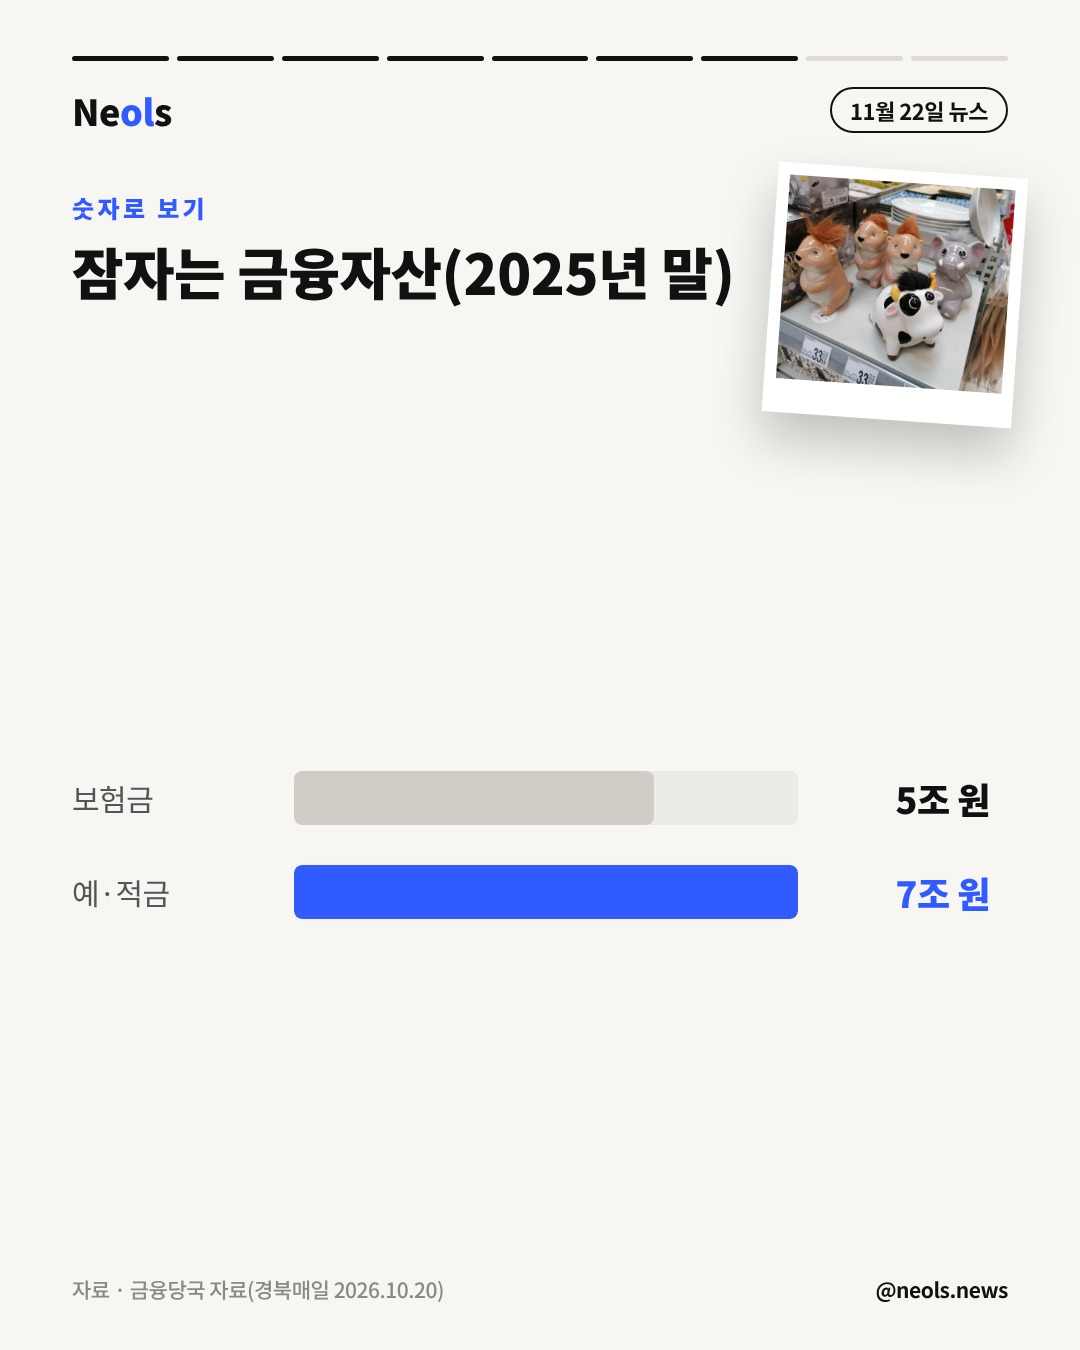 Neols
11월 22일 뉴스
숫자로 보기
잠자는 금융자산(2025년 말)
33
33
보험금
5조 원
예·적금
7조 원
자료 · 금융당국 자료(경북매일 2026.10.20)
@neols.news